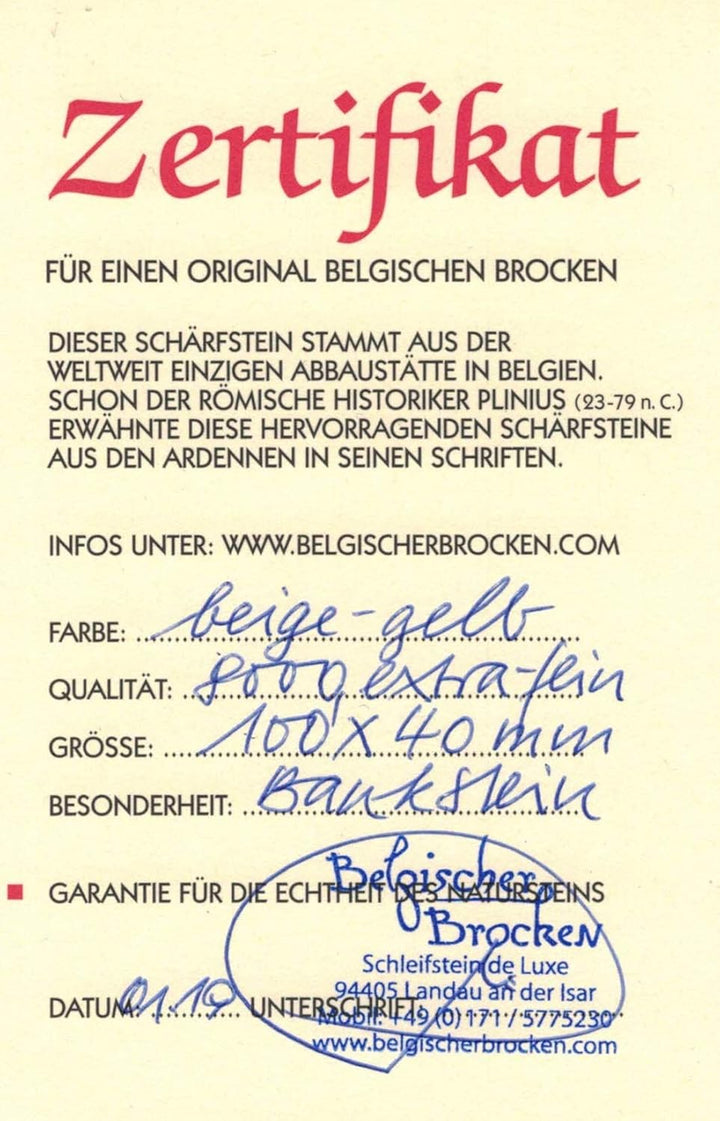 Zertifikat
FÜR EINEN ORIGINAL BELGISCHEN BROCKEN
DIESER SCHÄRFSTEIN STAMMT AUS DER
WELTWEIT EINZIGEN ABBAUSTÄTTE IN BELGIEN.
SCHON DER RÖMISCHE HISTORIKER PLINIUS (23-79 n. C.)
ERWÄHNTE DIESE HERVORRAGENDEN SCHÄRFSTEINE
AUS DEN ARDENNEN IN SEINEN SCHRIFTEN.
INFOS UNTER: WWW.BELGISCHERBROCKEN.COM
FARBE: beige-gelb
QUALITÄT: 8000, extra-fein
GRÖSSE: 100 x 40 mm
BESONDERHEIT: Bankstein
Belgischer
GARANTIE FÜR DIE ECHTHEIT DES NATURSTEINS
Brocken
Schleifstein de Luxe
94405 Landau an der Isar
DATUM: 01.19 UNTERSCHRIFT:
Mobil: +49 (0) 171 / 5775230
www.belgischerbrocken.com